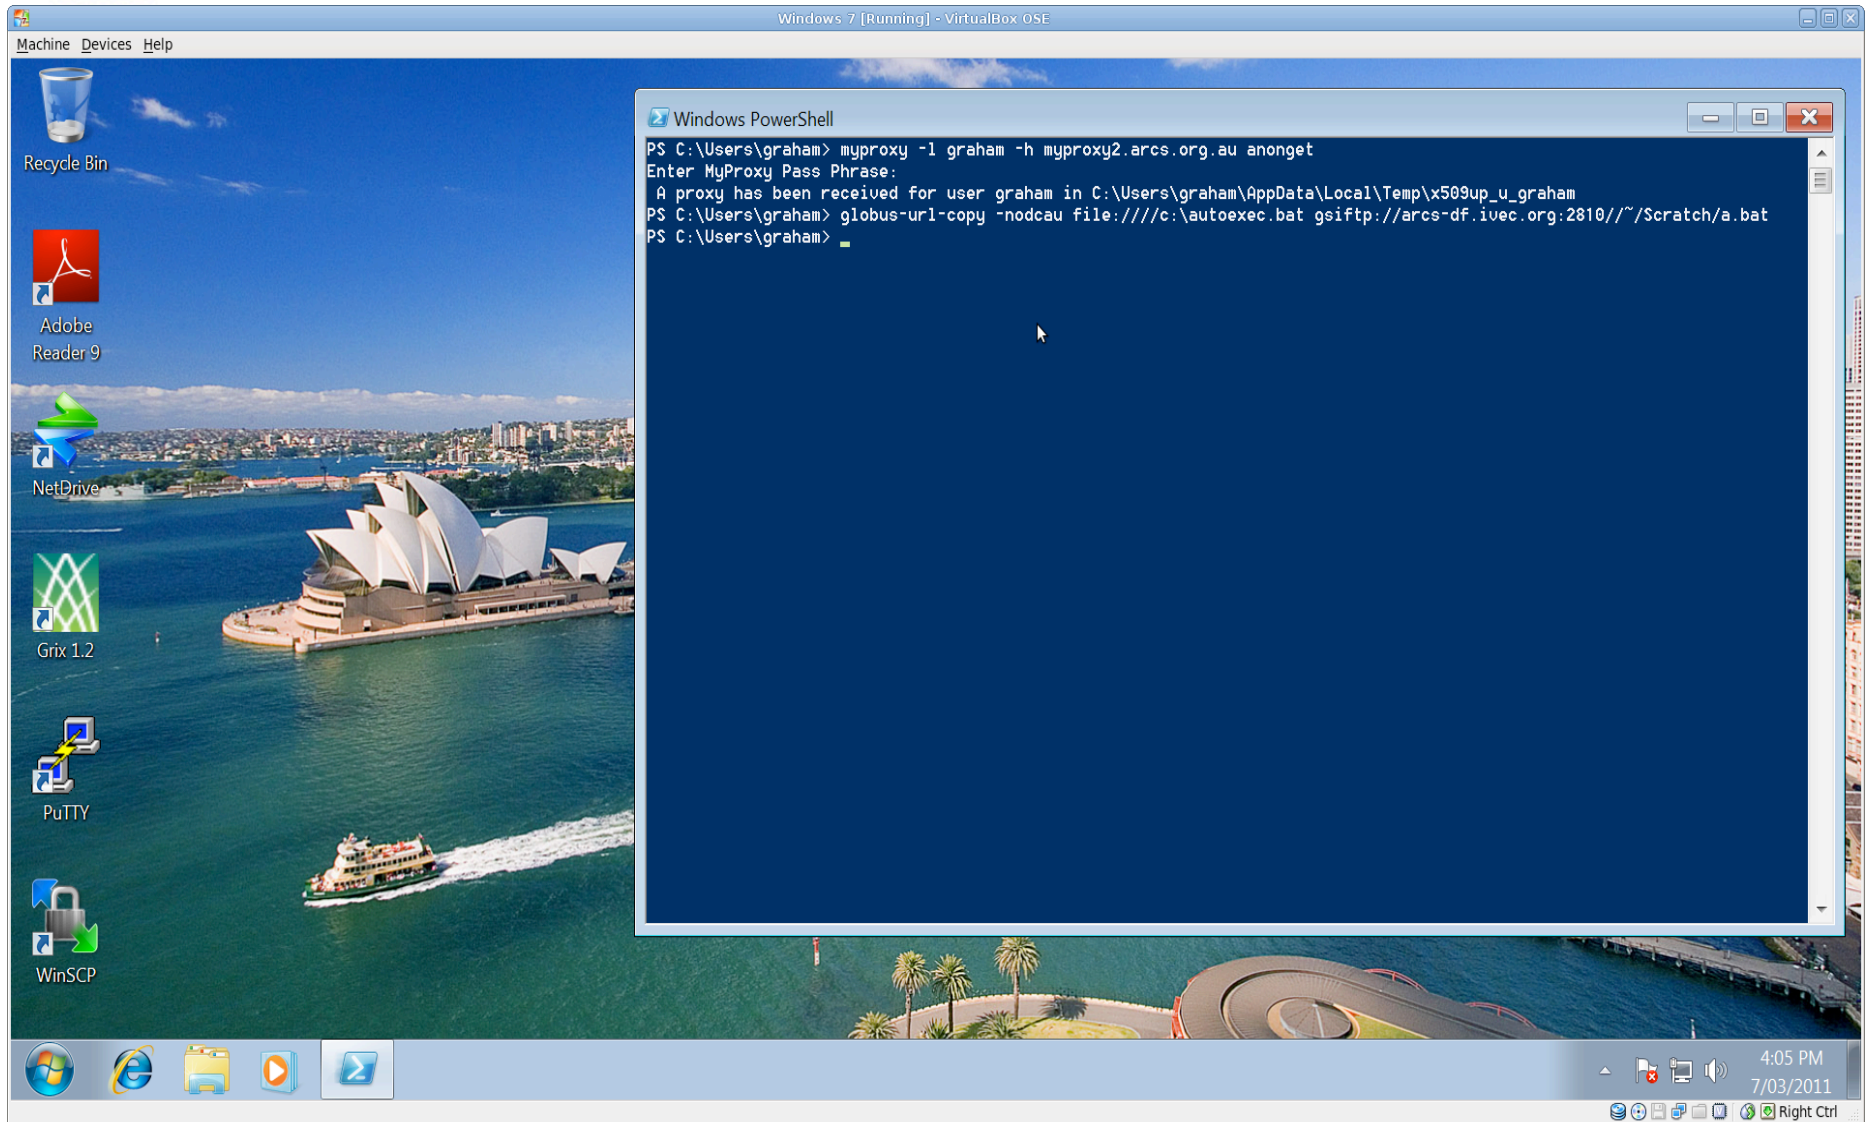 Windows 7 [Running] - VirtualBox OSE
Machine Devices Help
Recycle Bin
Adobe
Reader 9
NetDrive
Grix 1.2
PuTTY
WinSCP
Windows PowerShell
PS C:\Users\graham> myproxy -l graham -h myproxy2.arcs.org.au anonget
Enter MyProxy Pass Phrase:
A proxy has been received for user graham in C:\Users\graham\AppData\Local\Temp\x509up_u_graham
PS C:\Users\graham> globus-url-copy -nodcau file:////c:\autoexec.bat gsiftp://arcs-df.ivec.org:2810//~/Scratch/a.bat
PS C:\Users\graham>
4:05 PM
7/03/2011
Right Ctrl